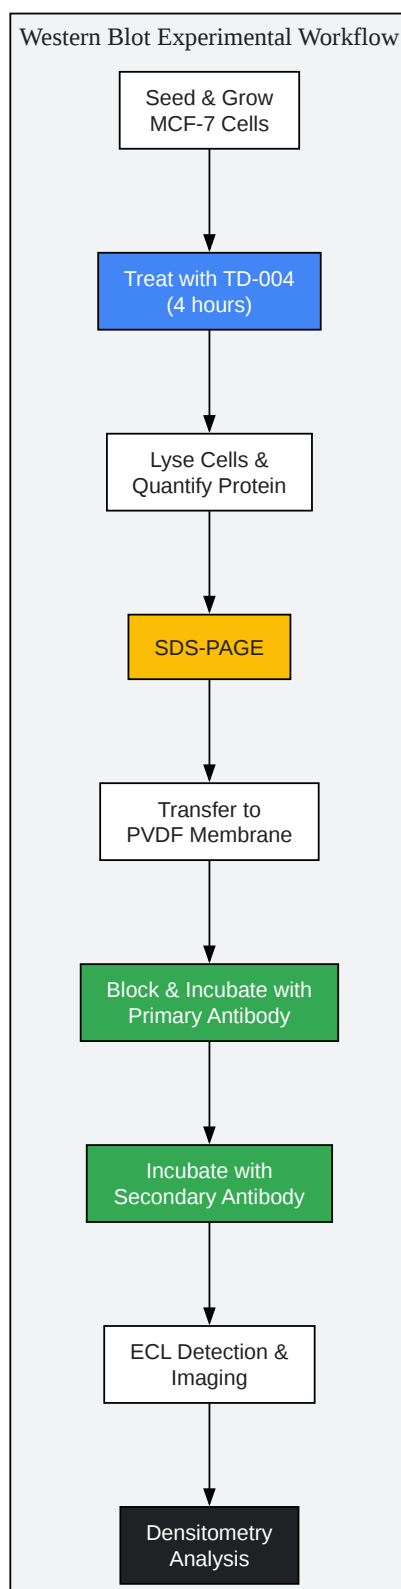 Western Blot Experimental Workflow
Seed & Grow
MCF-7 Cells
Treat with TD-004
(4 hours)
Lyse Cells &
Quantify Protein
SDS-PAGE
Transfer to
PVDF Membrane
Block & Incubate with
Primary Antibody
Incubate with
Secondary Antibody
ECL Detection &
Imaging
Densitometry
Analysis